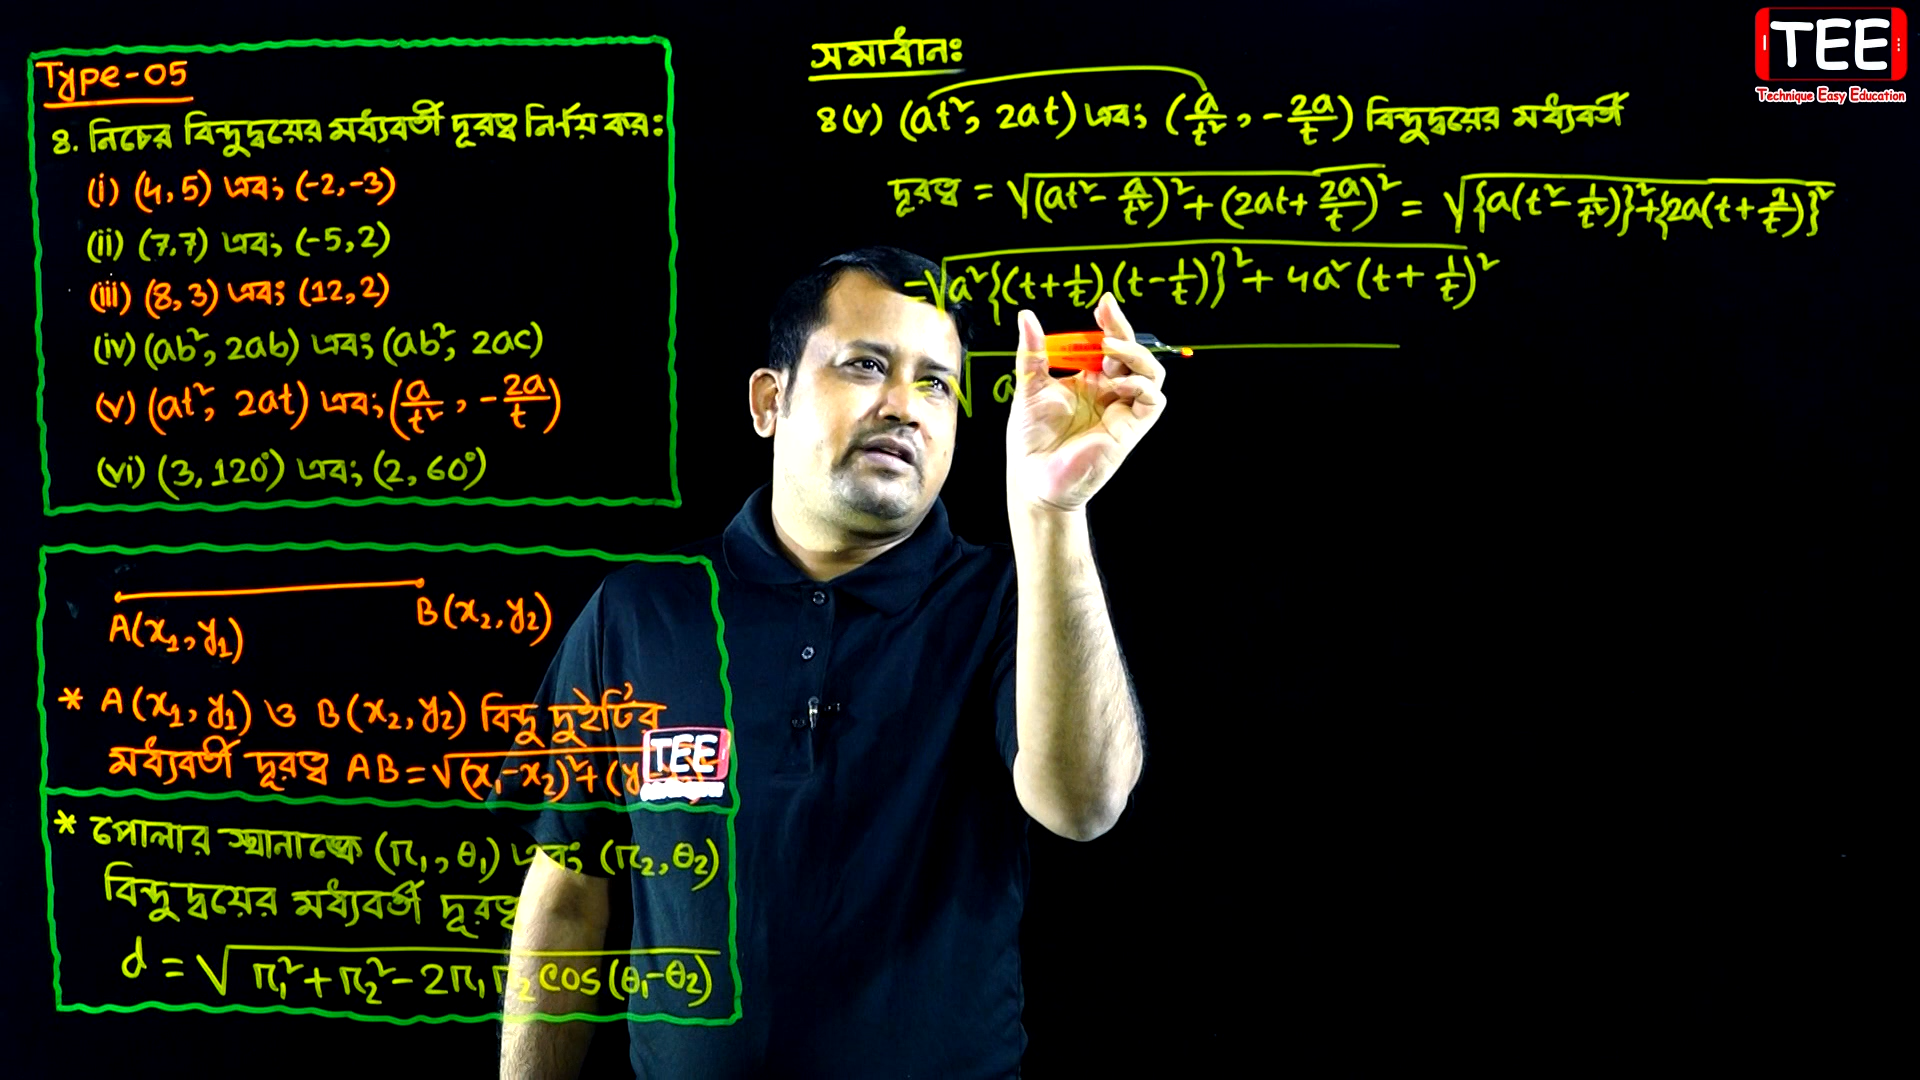 Type-05
8. নিচের বিন্দুদ্বয়ের মধ্যবর্তী দূরত্ব নির্ণয় কর:
(i) (4, 5) এবং (-2, -3)
(ii) (7, 7) এবং (-5, 2)
(iii) (8, 3) এবং (12, 2)
(iv) (ab², 2ab) এবং (ab², 2ac)
(v) (at², 2at) এবং (a/t², -2a/t)
(vi) (3, 120°) এবং (2, 60°)
A(x₁, y₁)
B(x₂, y₂)
* A(x₁, y₁) ও B(x₂, y₂) বিন্দু দুইটির
মধ্যবর্তী দূরত্ব AB = √(x₁-x₂)²+(y
* পোলার স্থানাঙ্কে (r₁, θ₁) এবং (r₂, θ₂)
বিন্দুদ্বয়ের মধ্যবর্তী দূরত্ব
d = √r₁²+r₂²-2r₁r₂cos(θ₁-θ₂)
সমাধানঃ
8(v) (at², 2at) এবং (a/t², -2a/t) বিন্দুদ্বয়ের মধ্যবর্তী
দূরত্ব = √(at²-a/t²)²+(2at+2a/t)² = √{a(t²-1/t²)}²+{2a(t+1/t)}²
=√a²{(t+1/t)(t-1/t)}²+4a²(t+1/t)²
√a²
TEE
Technique Easy Education
TEE